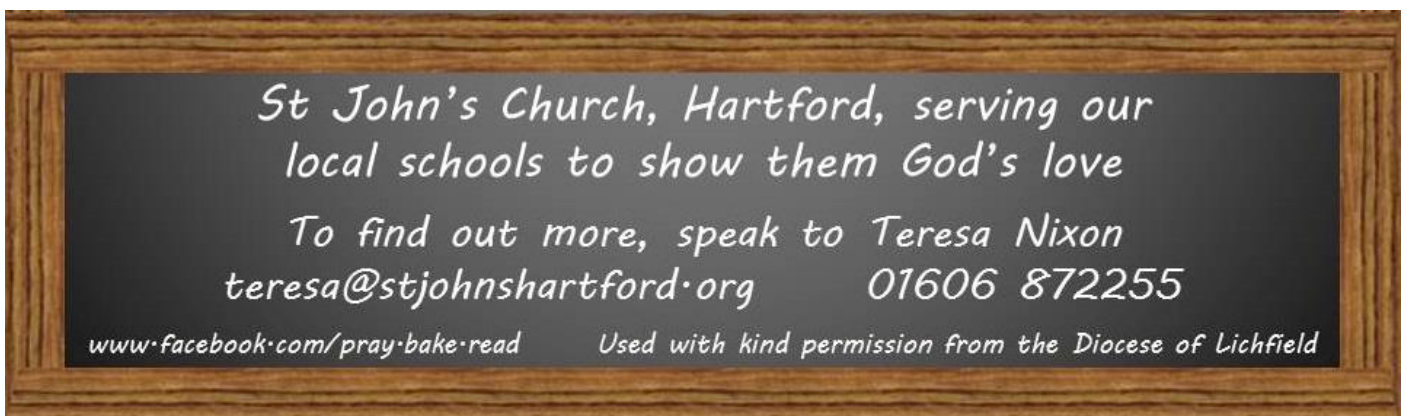 St John's Church, Hartford, serving our
local schools to show them God's love
To find out more, speak to Teresa Nixon
teresa@stjohnshartford.org 01606 872255
www.facebook.com/pray.bake.read Used with kind permission from the Diocese of Lichfield